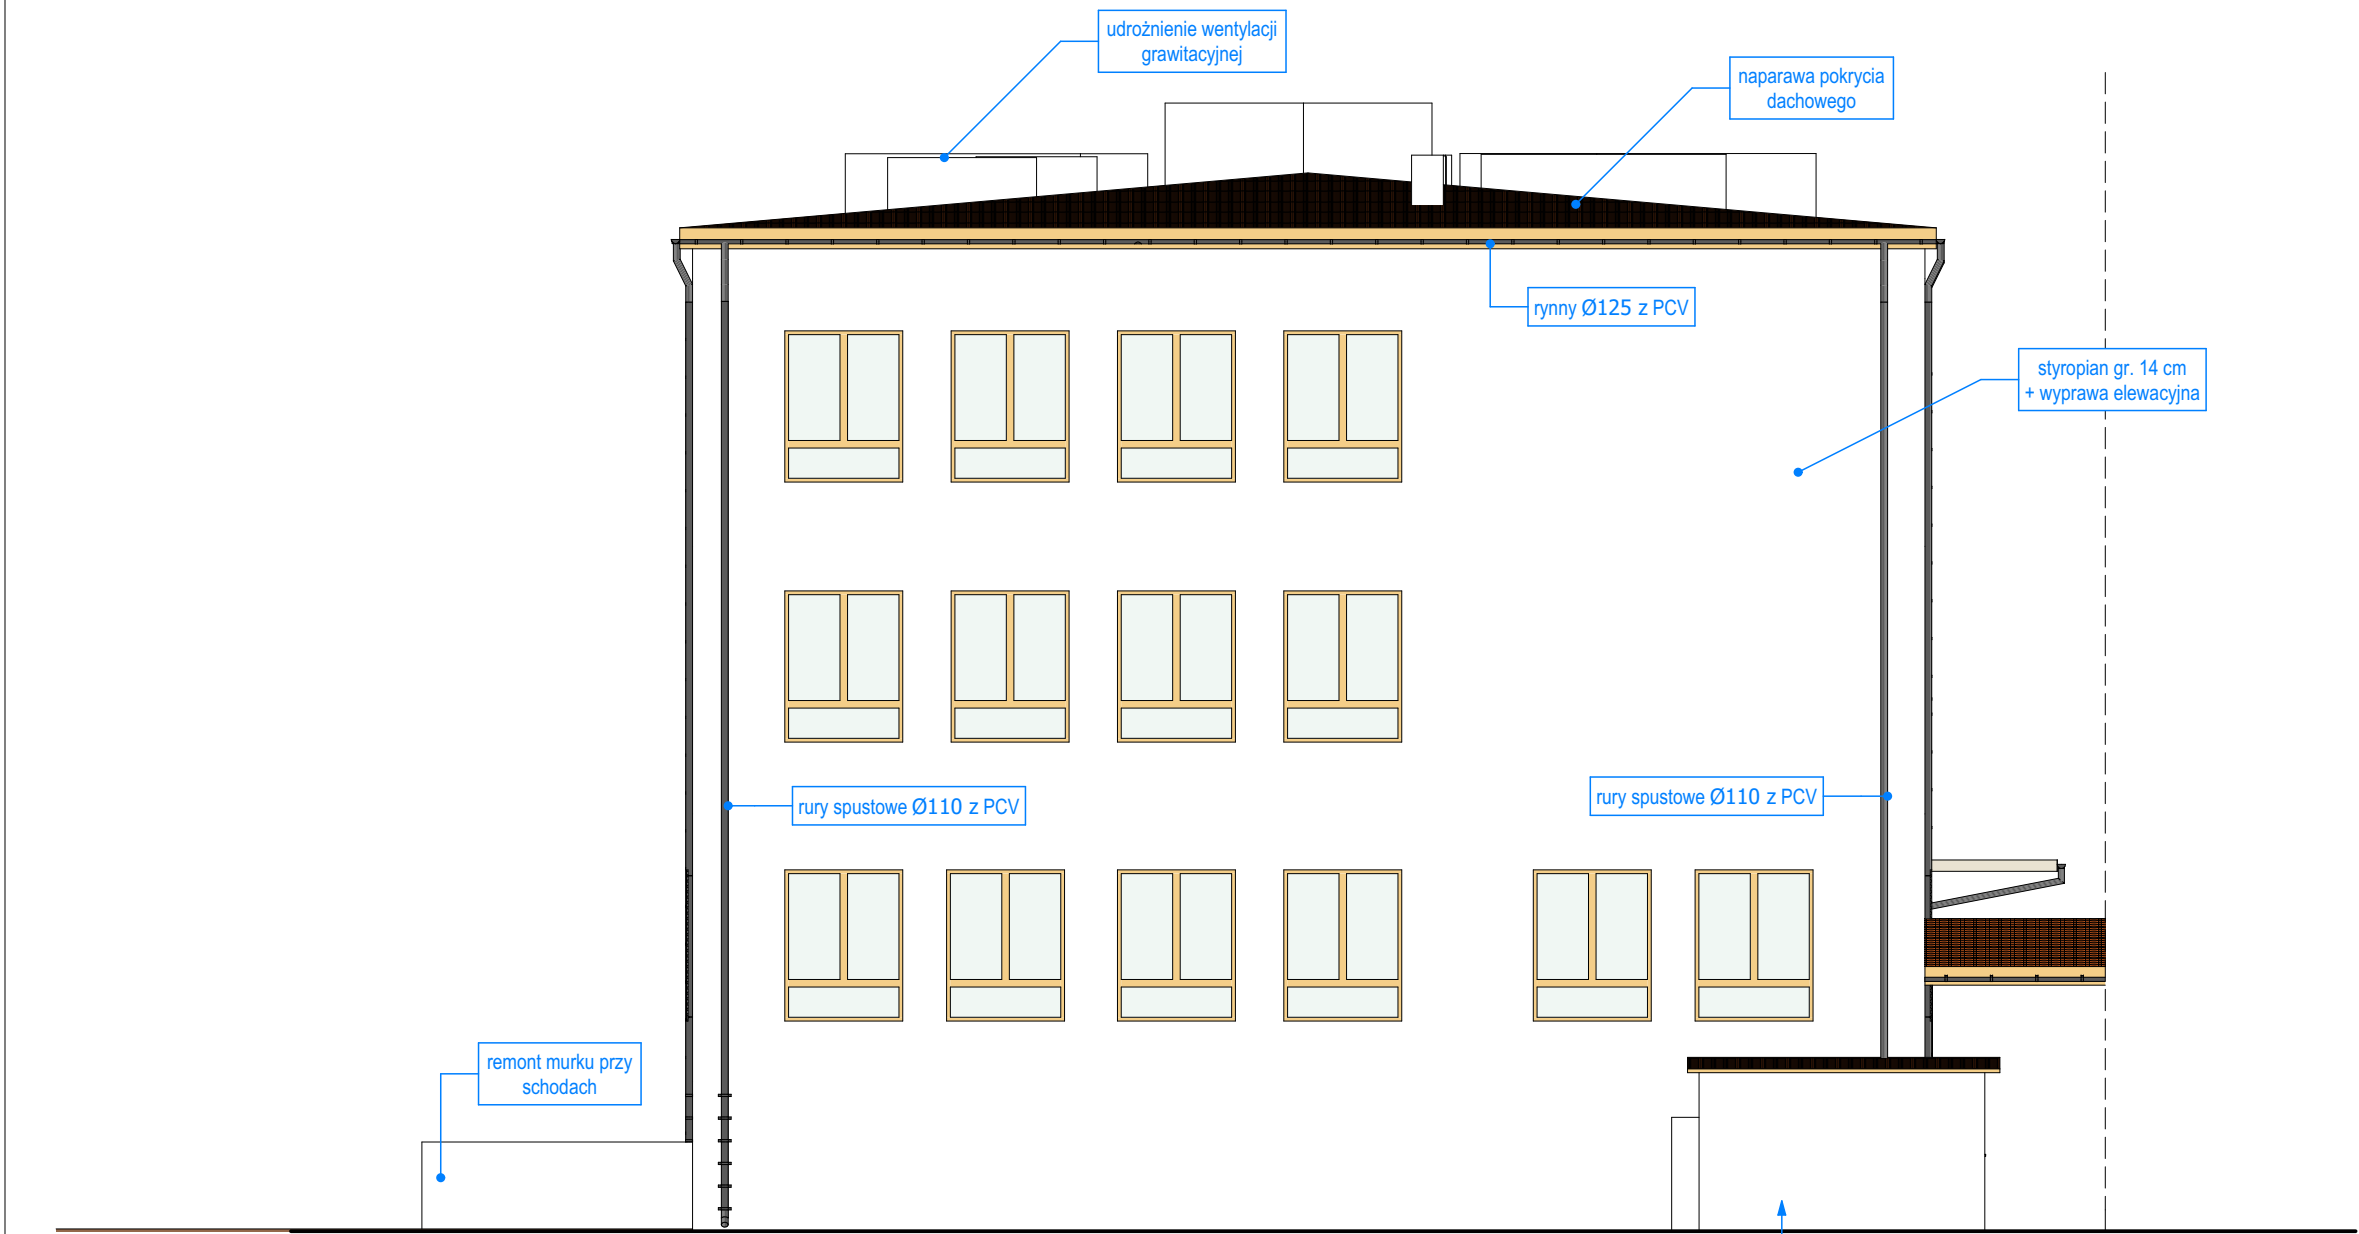 udrożnienie wentylacji
grawitacyjnej
naparawa pokrycia
dachowego
rynny Ø125 z PCV
styropian gr. 14 cm
+ wyprawa elewacyjna
rury spustowe Ø110 z PCV
rury spustowe Ø110 z PCV
remont murku przy
schodach